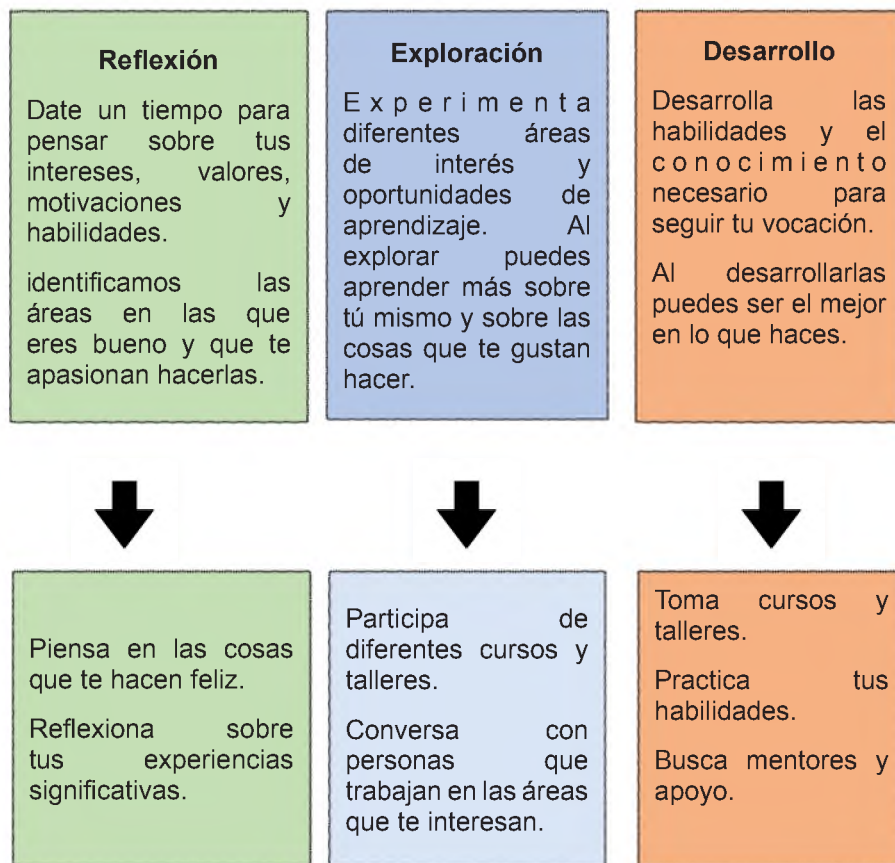 Reflexión
Date un tiempo para
pensar sobre tus
intereses, valores,
motivaciones y
habilidades.
identificamos las
áreas en las que
eres bueno y que te
apasionan hacerlas.
Exploración
Experimenta
diferentes áreas
de interés y
oportunidades de
aprendizaje. Al
explorar puedes
aprender más sobre
tú mismo y sobre las
cosas que te gustan
hacer.
Desarrollo
Desarrolla las
habilidades y el
conocimiento
necesario para
seguir tu vocación.
Al desarrollarlas
puedes ser el mejor
en lo que haces.
Piensa en las cosas
que te hacen feliz.
Reflexiona sobre
tus experiencias
significativas.
Participa de
diferentes cursos y
talleres.
Conversa con
personas que
trabajan en las áreas
que te interesan.
Toma cursos y
talleres.
Practica tus
habilidades.
Busca mentores y
apoyo.